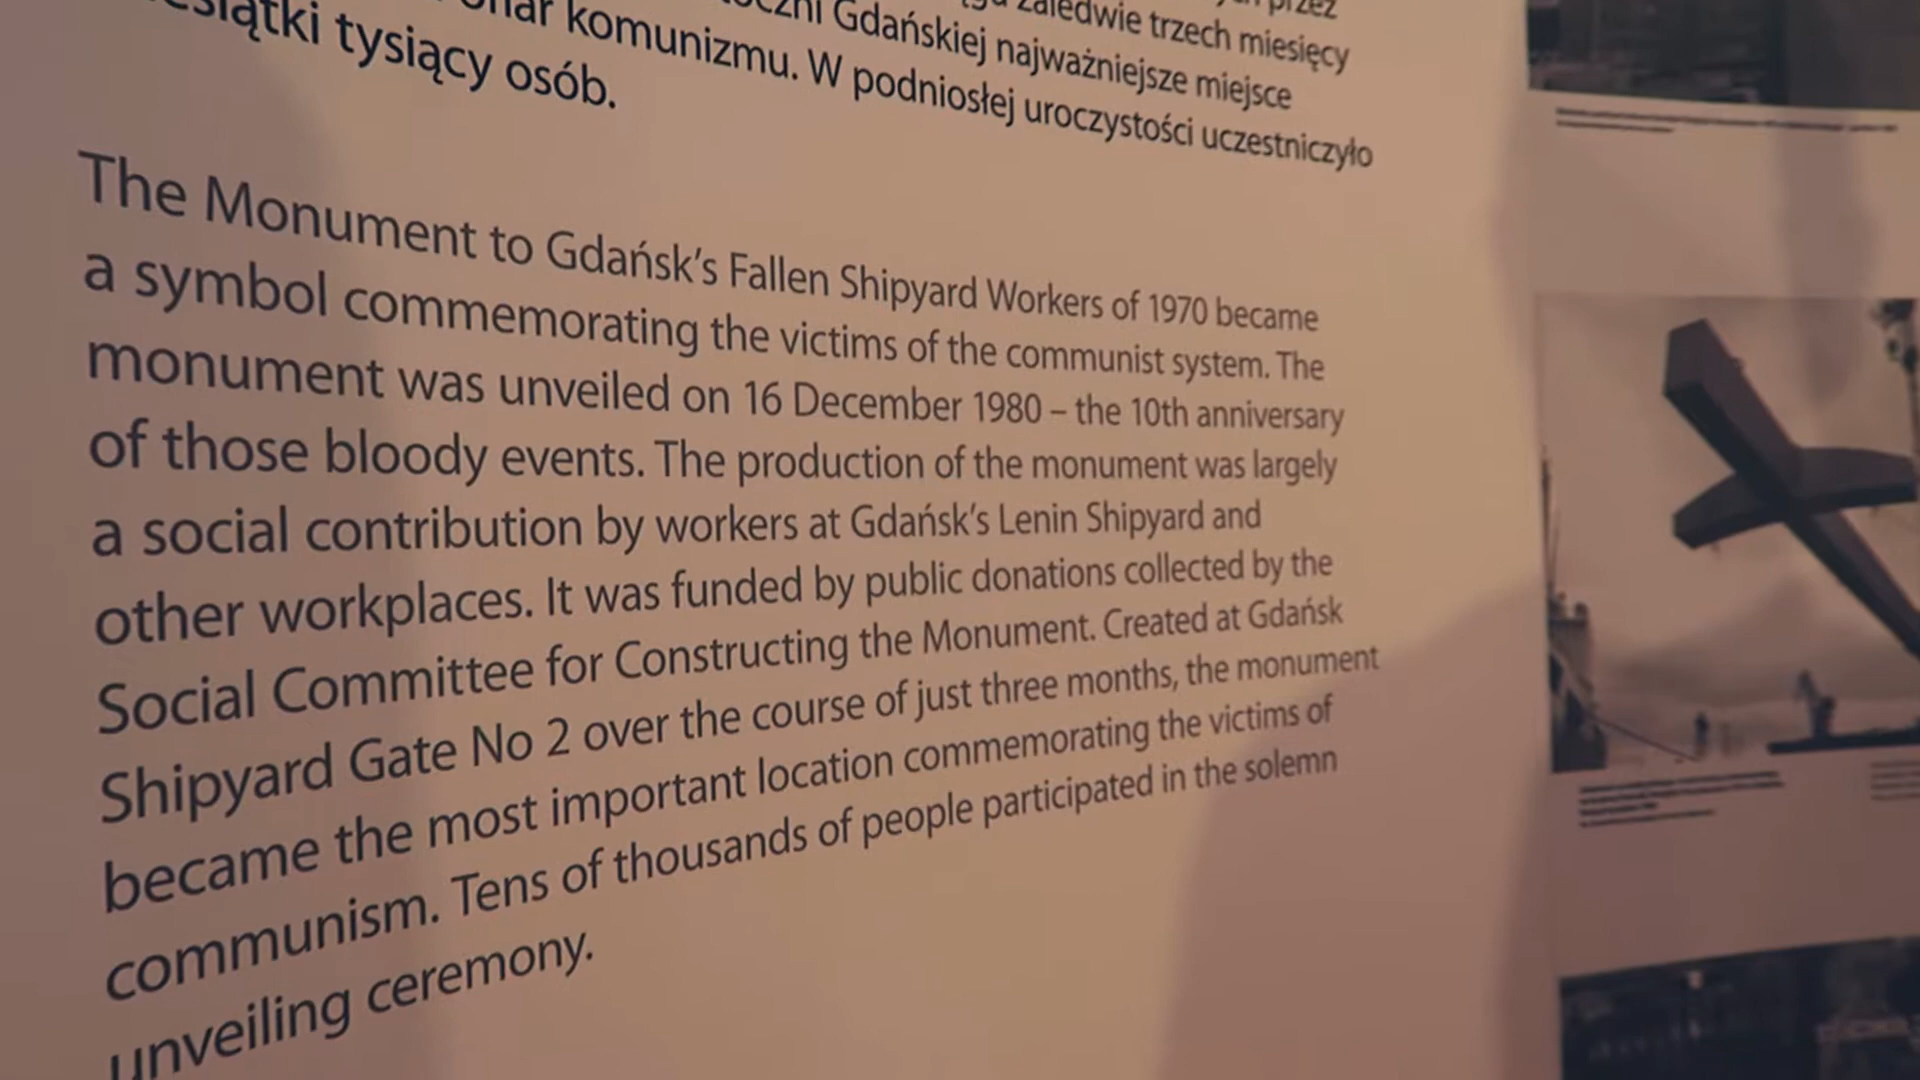 zaledwie trzech miesięcy
Gdańskiej najważniejsze miejsce
komunizmu. W podniosłej uroczystości uczestniczyło
tysiący osób.
The Monument to Gdańsk's Fallen Shipyard Workers of 1970 became
a symbol commemorating the victims of the communist system. The
monument was unveiled on 16 December 1980 – the 10th anniversary
of those bloody events. The production of the monument was largely
a social contribution by workers at Gdańsk's Lenin Shipyard and
other workplaces. It was funded by public donations collected by the
Social Committee for Constructing the Monument. Created at Gdańsk
Shipyard Gate No 2 over the course of just three months, the monument
became the most important location commemorating the victims of
communism. Tens of thousands of people participated in the solemn
unveiling ceremony.